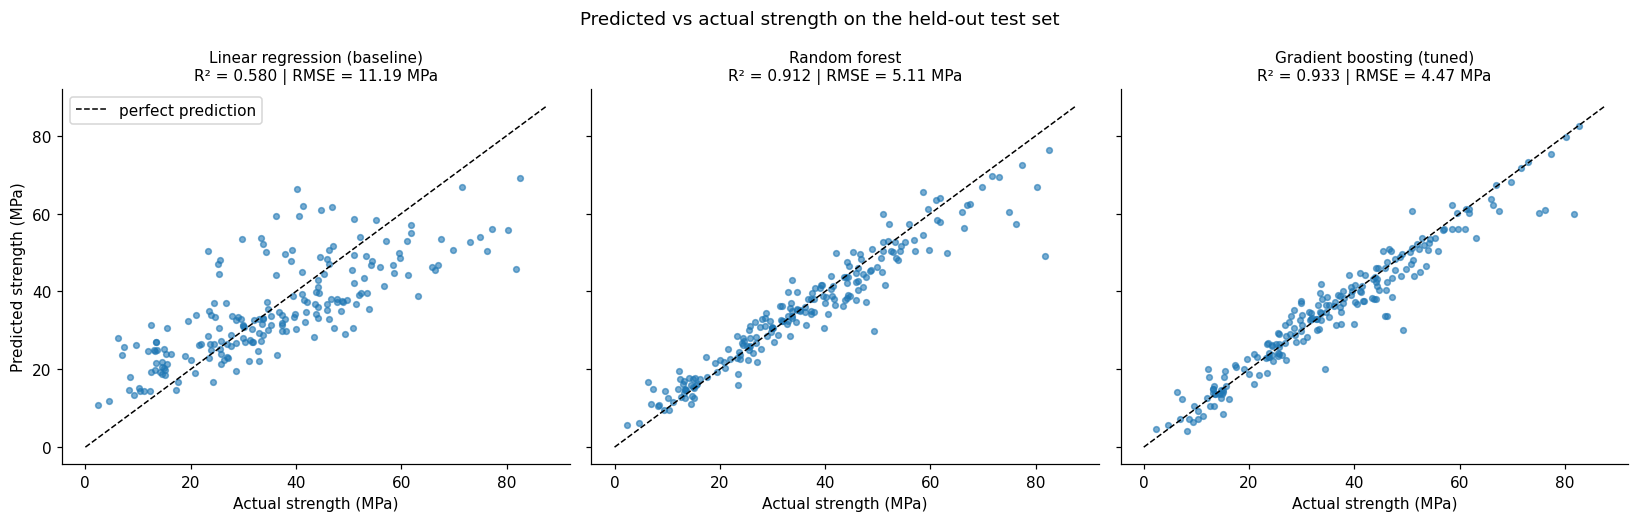 Predicted vs actual strength on the held-out test set
Linear regression (baseline)
R² = 0.580 | RMSE = 11.19 MPa
Random forest
R² = 0.912 | RMSE = 5.11 MPa
Gradient boosting (tuned)
R² = 0.933 | RMSE = 4.47 MPa
perfect prediction
Predicted strength (MPa)
80
60
40
20
0
0 20 40 60 80
0 20 40 60 80
0 20 40 60 80
Actual strength (MPa)
Actual strength (MPa)
Actual strength (MPa)